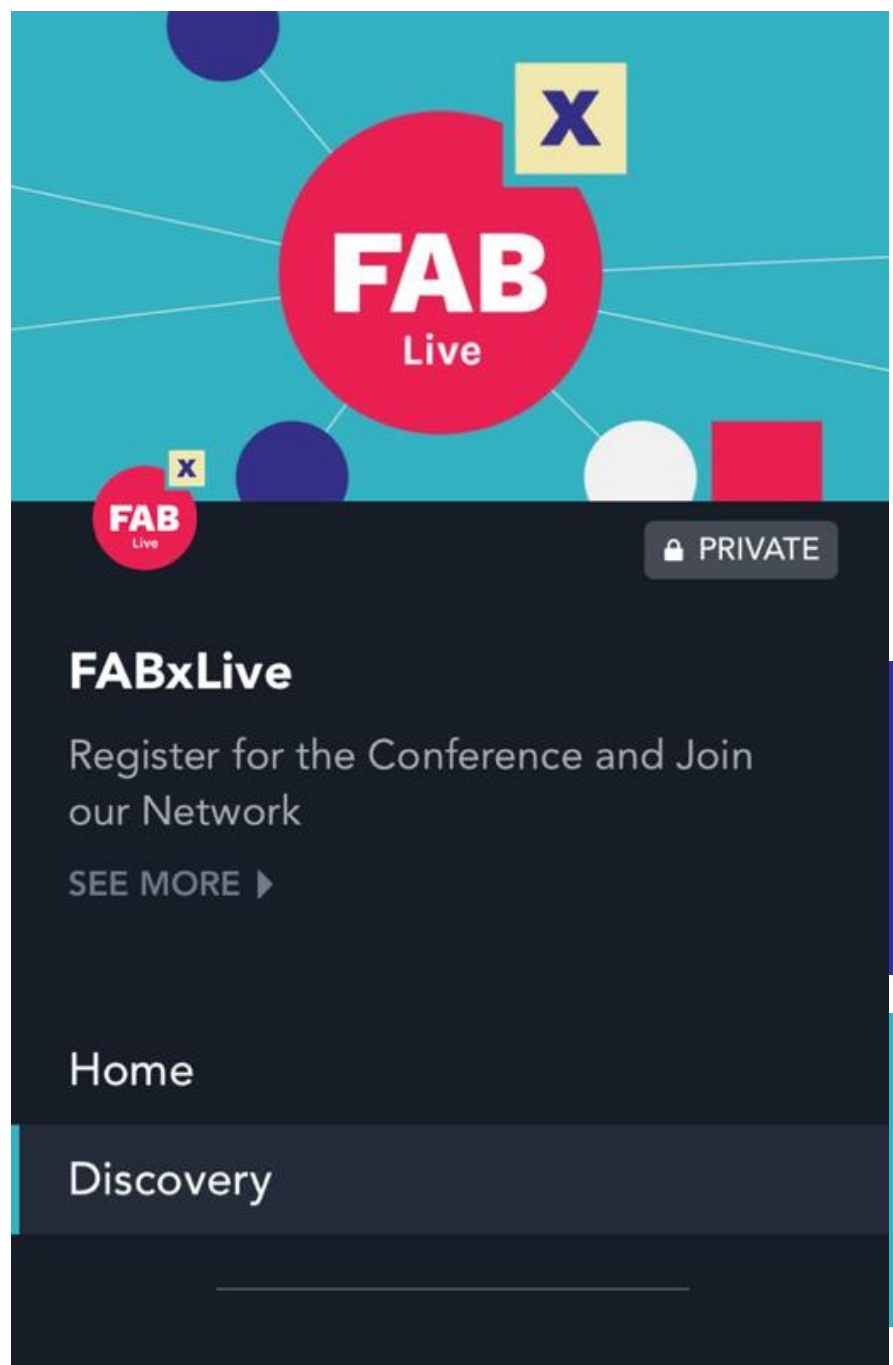 X
FAB
Live
X
FAB
Live
PRIVATE
FABxLive
Register for the Conference and Join
our Network
SEE MORE
Home
Discovery